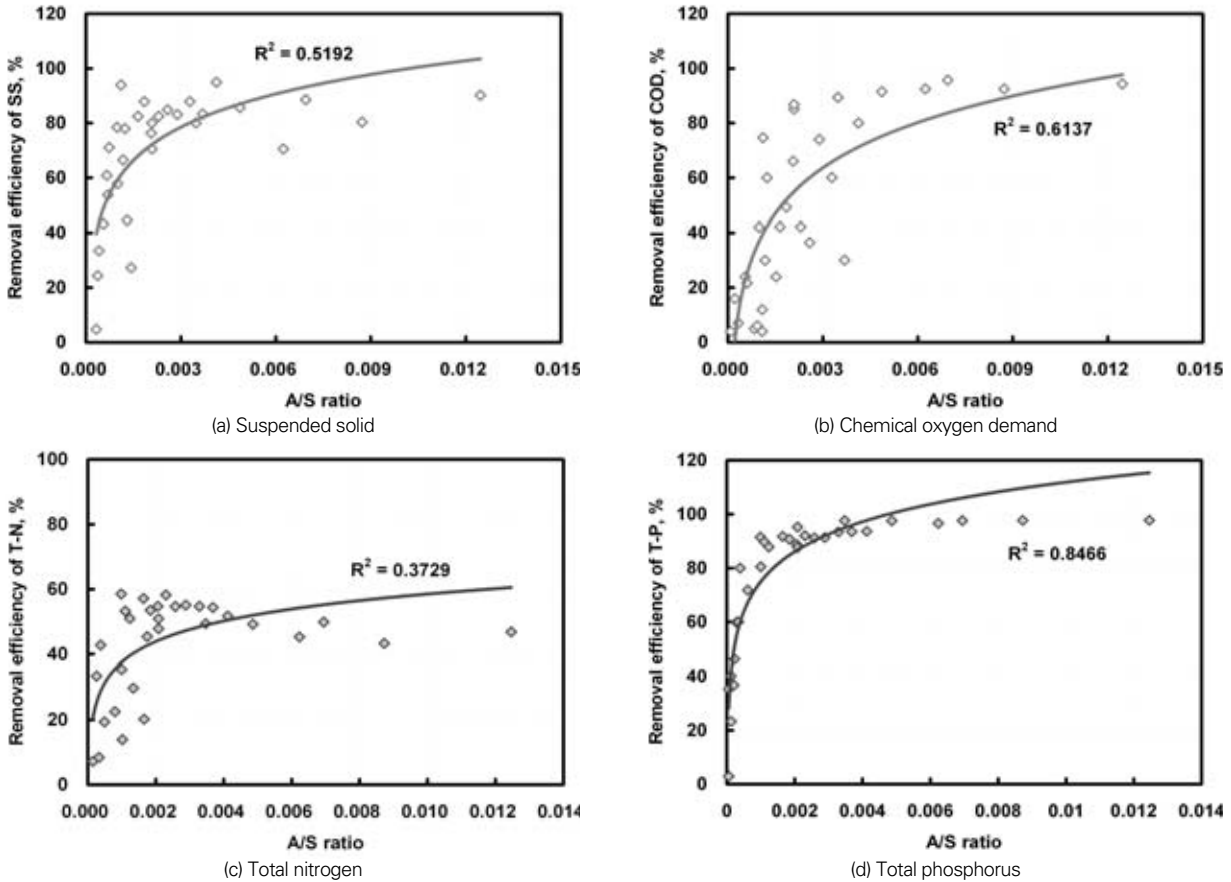 120
100
80
60
40
20
0
Removal efficiency of SS, %
R² = 0.5192
0.000 0.003 0.006 0.009 0.012 0.015
A/S ratio
(a) Suspended solid
120
100
80
60
40
20
0
Removal efficiency of COD, %
R² = 0.6137
0.000 0.003 0.006 0.009 0.012 0.015
A/S ratio
(b) Chemical oxygen demand
100
80
60
40
20
0
Removal efficiency of T-N, %
R² = 0.3729
0.000 0.002 0.004 0.006 0.008 0.010 0.012 0.014
A/S ratio
(c) Total nitrogen
120
100
80
60
40
20
0
Removal efficiency of T-P, %
R² = 0.8466
0 0.002 0.004 0.006 0.008 0.01 0.012 0.014
A/S ratio
(d) Total phosphorus